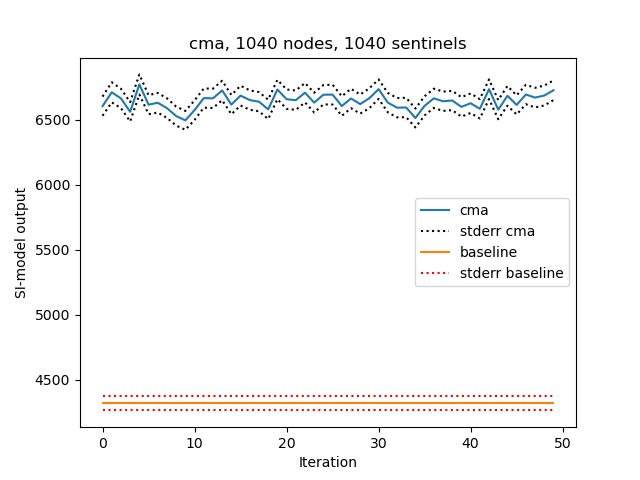 cma, 1040 nodes, 1040 sentinels
SI-model output
6500
6000
5500
5000
4500
cma
stderr cma
baseline
stderr baseline
0 10 20 30 40 50
Iteration